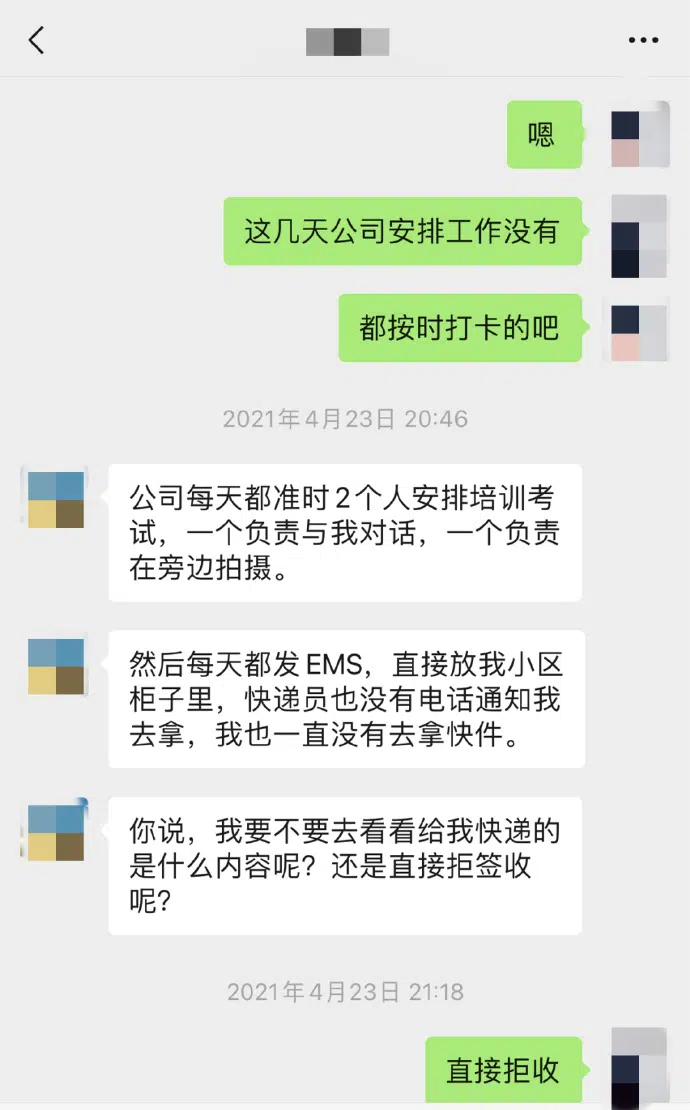 嗯
这几天公司安排工作没有
都按时打卡的吧
2021年4月23日 20:46
公司每天都准时2个人安排培训考
试，一个负责与我对话，一个负责
在旁边拍摄。
然后每天都发EMS，直接放我小区
柜子里，快递员也没有电话通知我
去拿，我也一直没有去拿快件。
你说，我要不要去看看给我快递的
是什么内容呢？还是直接拒签收
呢？
2021年4月23日 21:18
直接拒收